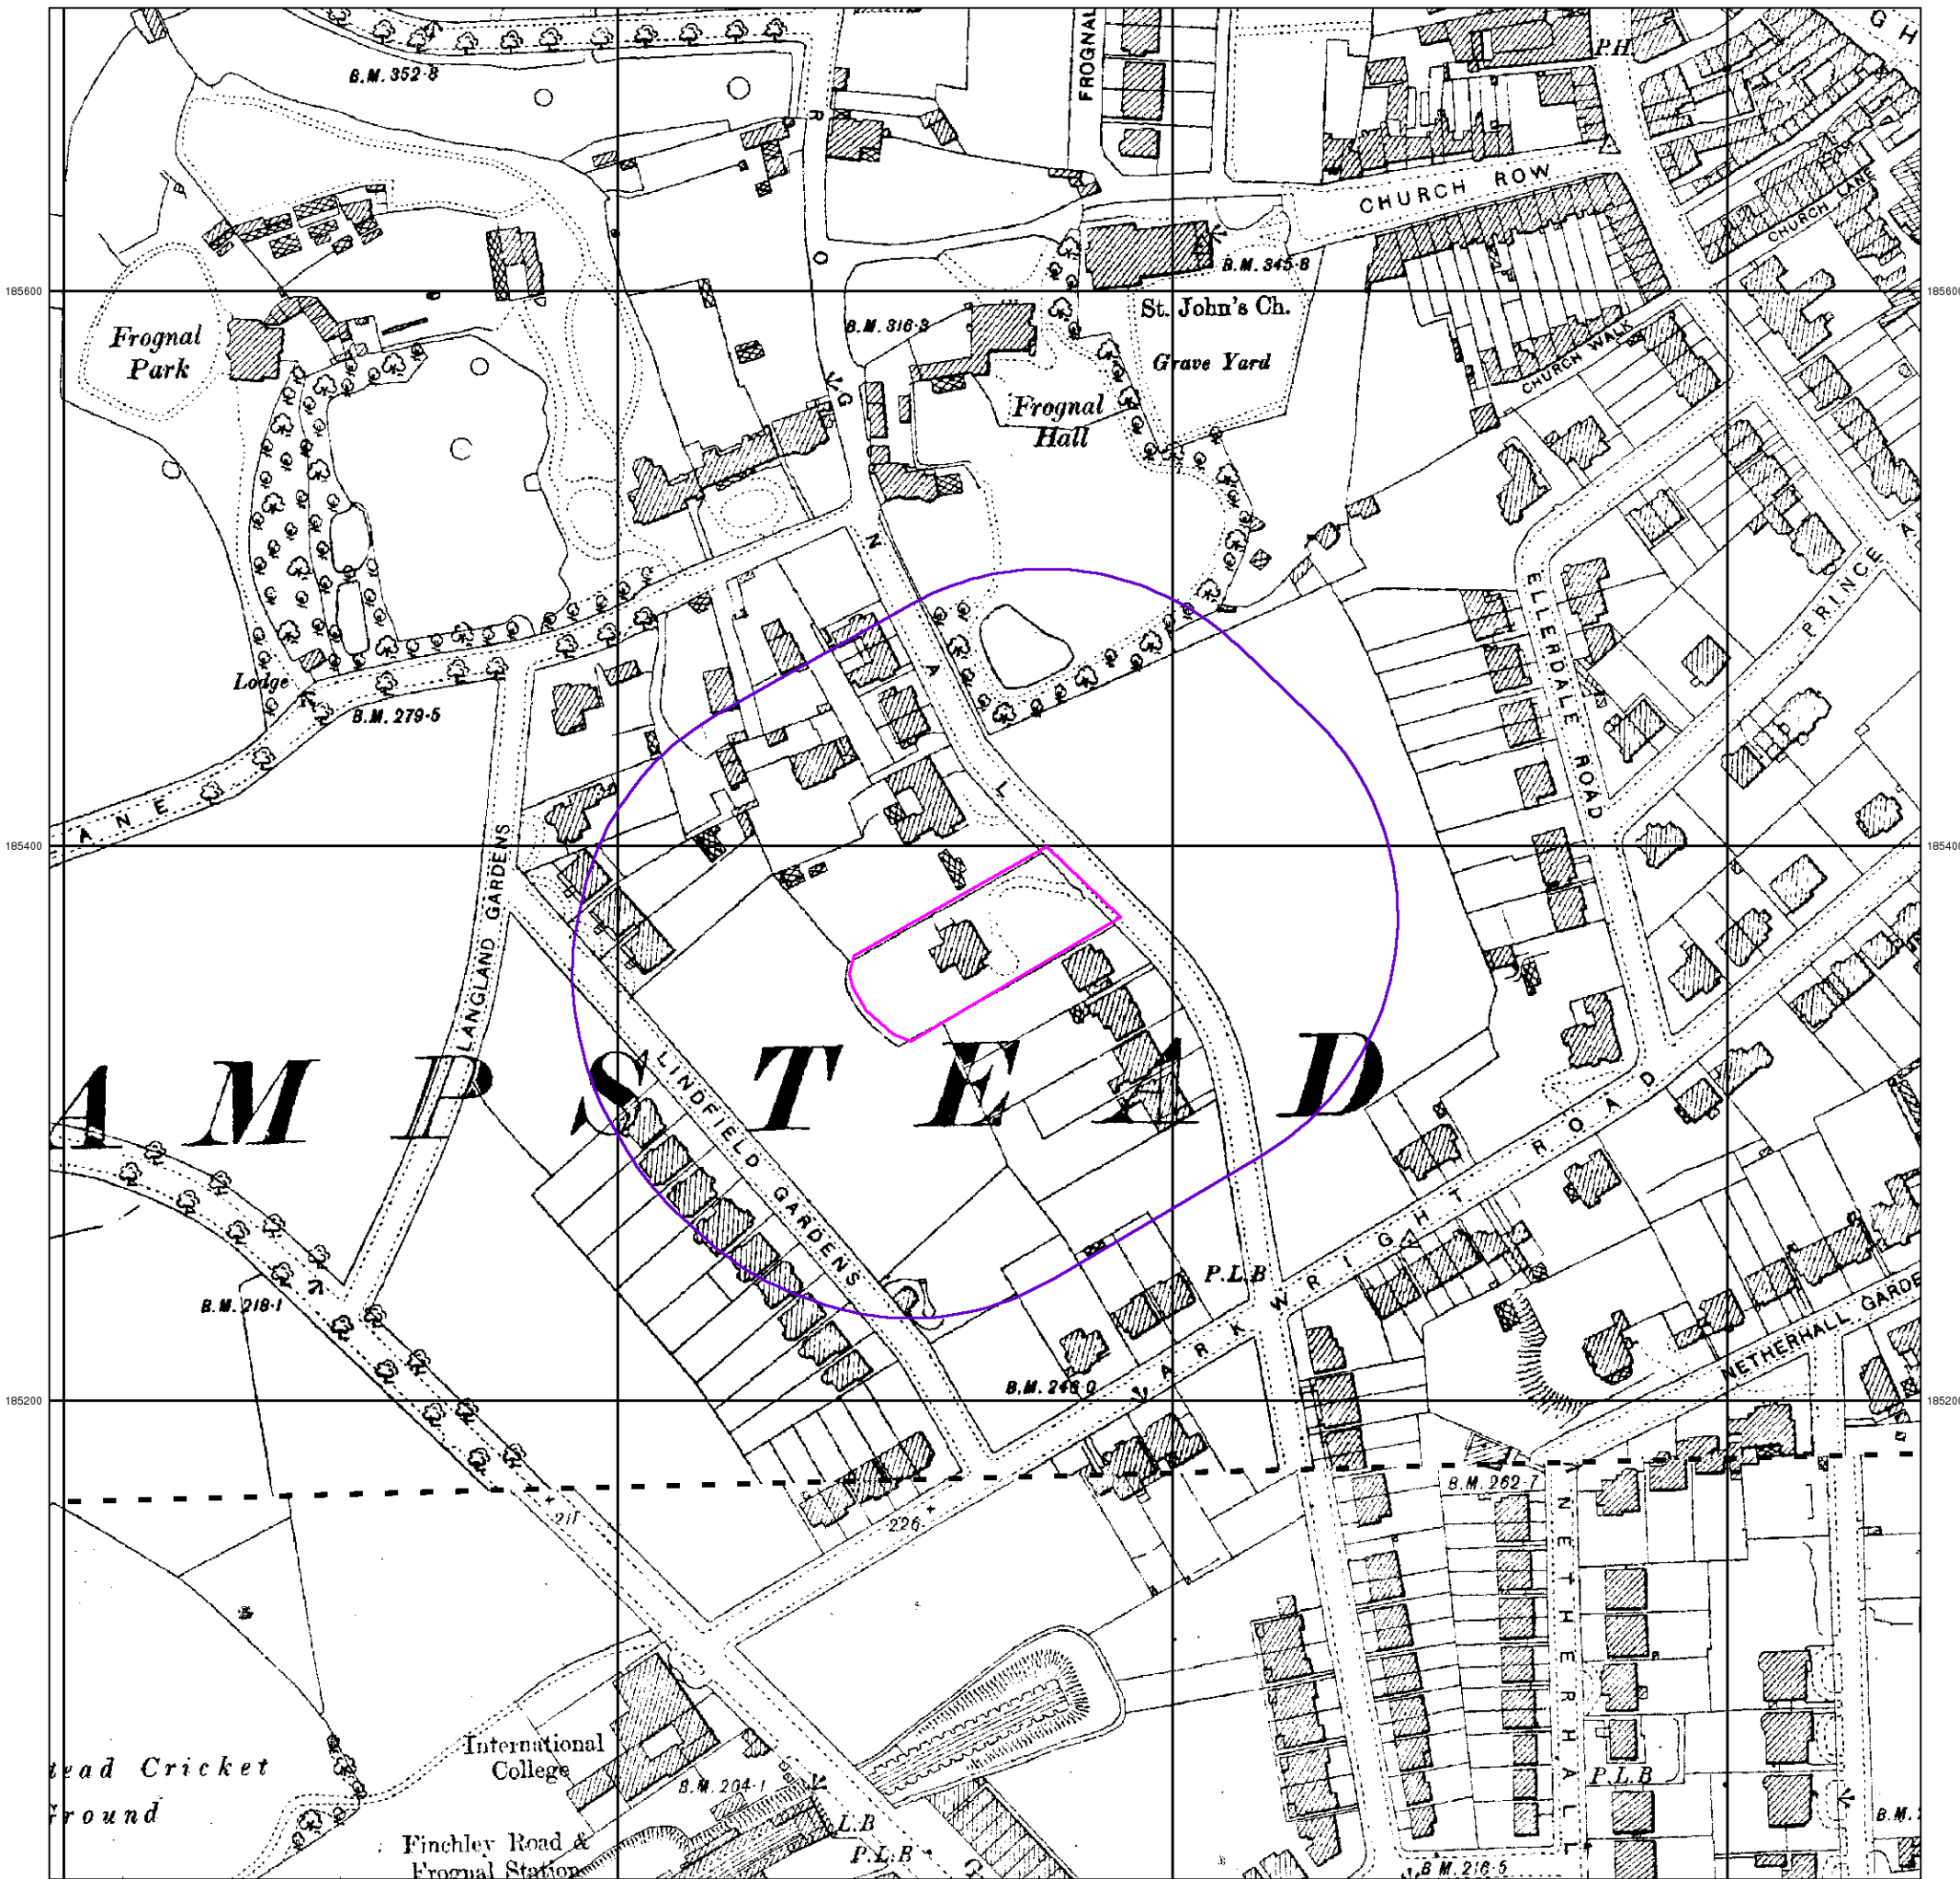 G H
P.H.
FROGNAL
B.M. 352·8
R
CHURCH ROW
CHURCH LANE
O
B.M. 345·8
185600
185600
St. John's Ch.
Frognal
Park
B.M. 316·3
Grave Yard
CHURCH WALK
G
Frognal
Hall
N
A
PRINCE
ELLERDALE ROAD
A
Lodge
B.M. 279·5
L
A N E
185400
185400
LANGLAND GARDENS
A M P S T E A D
LINDFIELD GARDENS
ARKWRIGHT ROAD
P.L.B
B.M. 218·1
NETHERHALL GARDE
B.M. 246·0
185200
185200
B.M. 262·7
211
226
NETHERHALL
International
College
B.M. 204·1
P.L.B
ead Cricket
round
B.M.
L.B
Finchley Road &
Frognal Station
P.L.B
B.M. 216·5